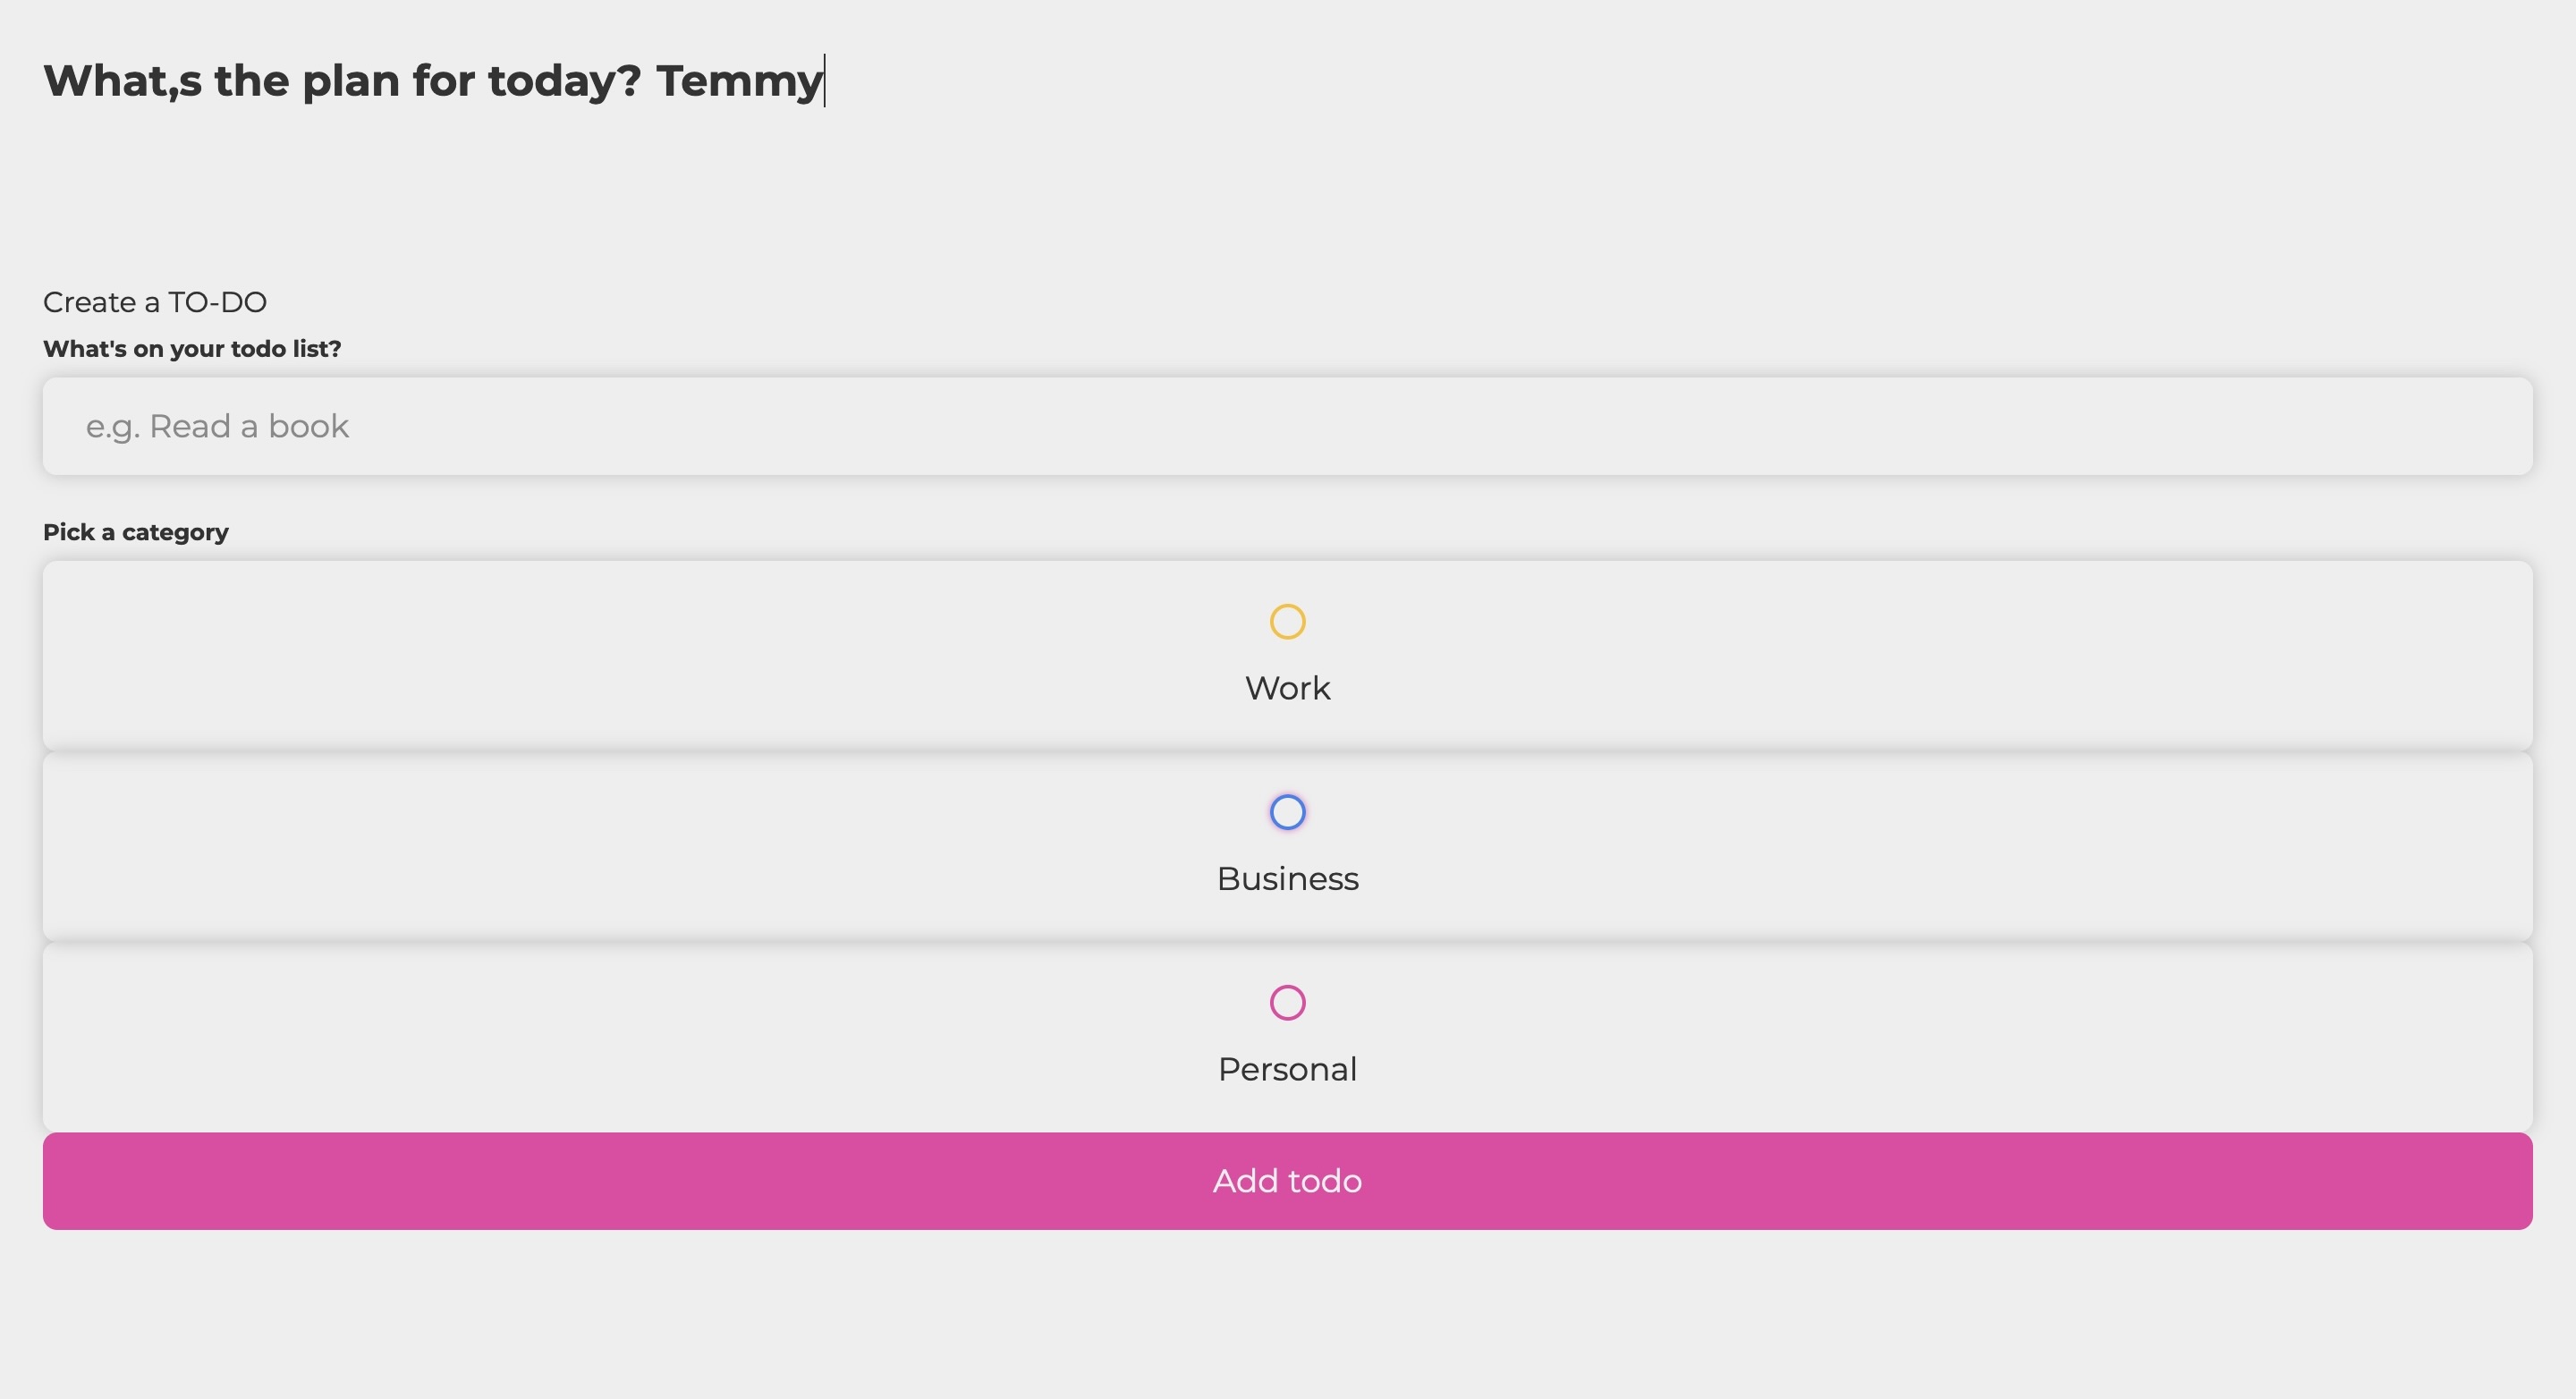 What,s the plan for today? Temmy
Create a TO-DO
What's on your todo list?
e.g. Read a book
Pick a category
Work
Business
Personal
Add todo